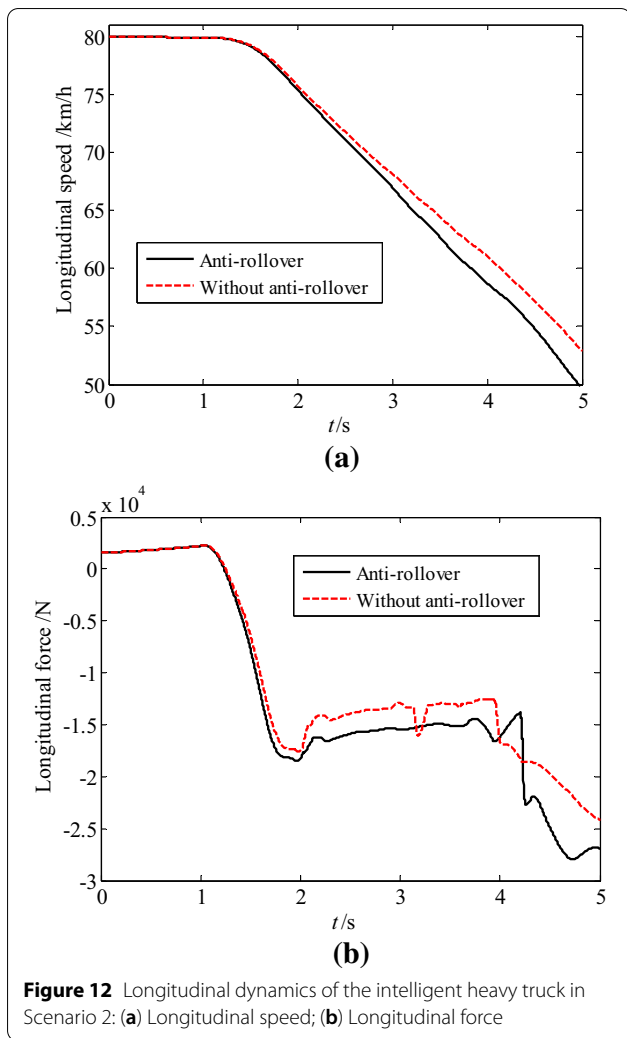 80
75
70
65
60
55
50
Longitudinal speed /km/h
Anti-rollover
Without anti-rollover
0 1 2 3 4 5
t/s
(a)
x 10⁴
0.5
0
-0.5
-1
-1.5
-2
-2.5
-3
Longitudinal force /N
Anti-rollover
Without anti-rollover
0 1 2 3 4 5
t/s
(b)
Figure 12 Longitudinal dynamics of the intelligent heavy truck in
Scenario 2: (a) Longitudinal speed; (b) Longitudinal force